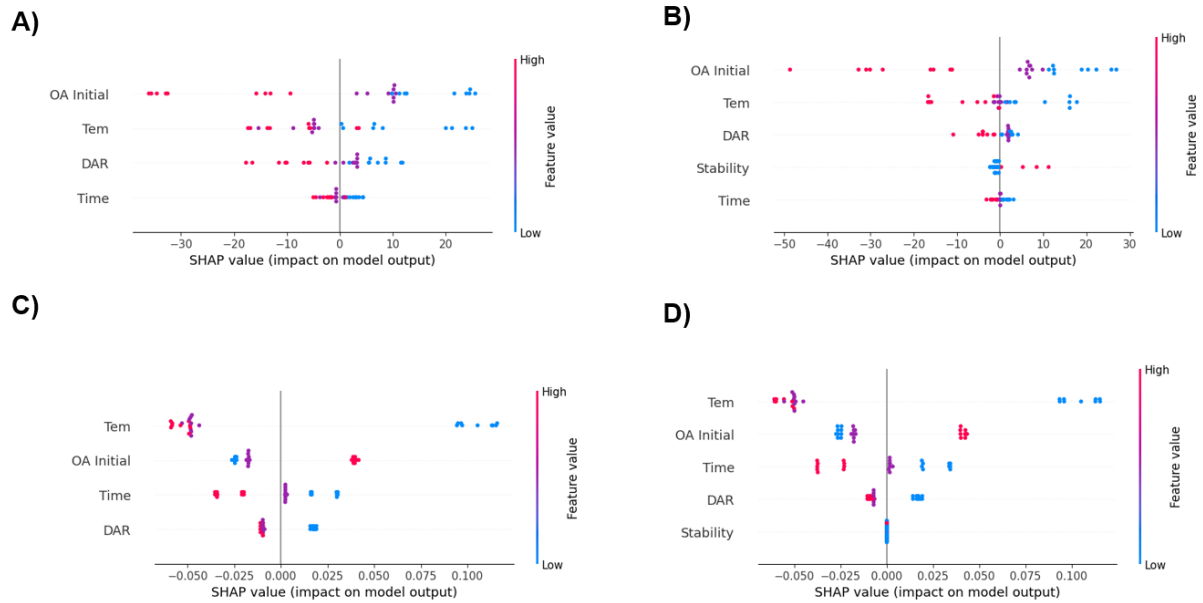 A)
High
OA Initial
Tem
DAR
Time
Feature value
Low
−30 −20 −10 0 10 20
SHAP value (impact on model output)
B)
High
OA Initial
Tem
DAR
Stability
Time
Feature value
Low
−50 −40 −30 −20 −10 0 10 20 30
SHAP value (impact on model output)
C)
High
Tem
OA Initial
Time
DAR
Feature value
Low
−0.050 −0.025 0.000 0.025 0.050 0.075 0.100
SHAP value (impact on model output)
D)
High
Tem
OA Initial
Time
DAR
Stability
Feature value
Low
−0.050 −0.025 0.000 0.025 0.050 0.075 0.100
SHAP value (impact on model output)